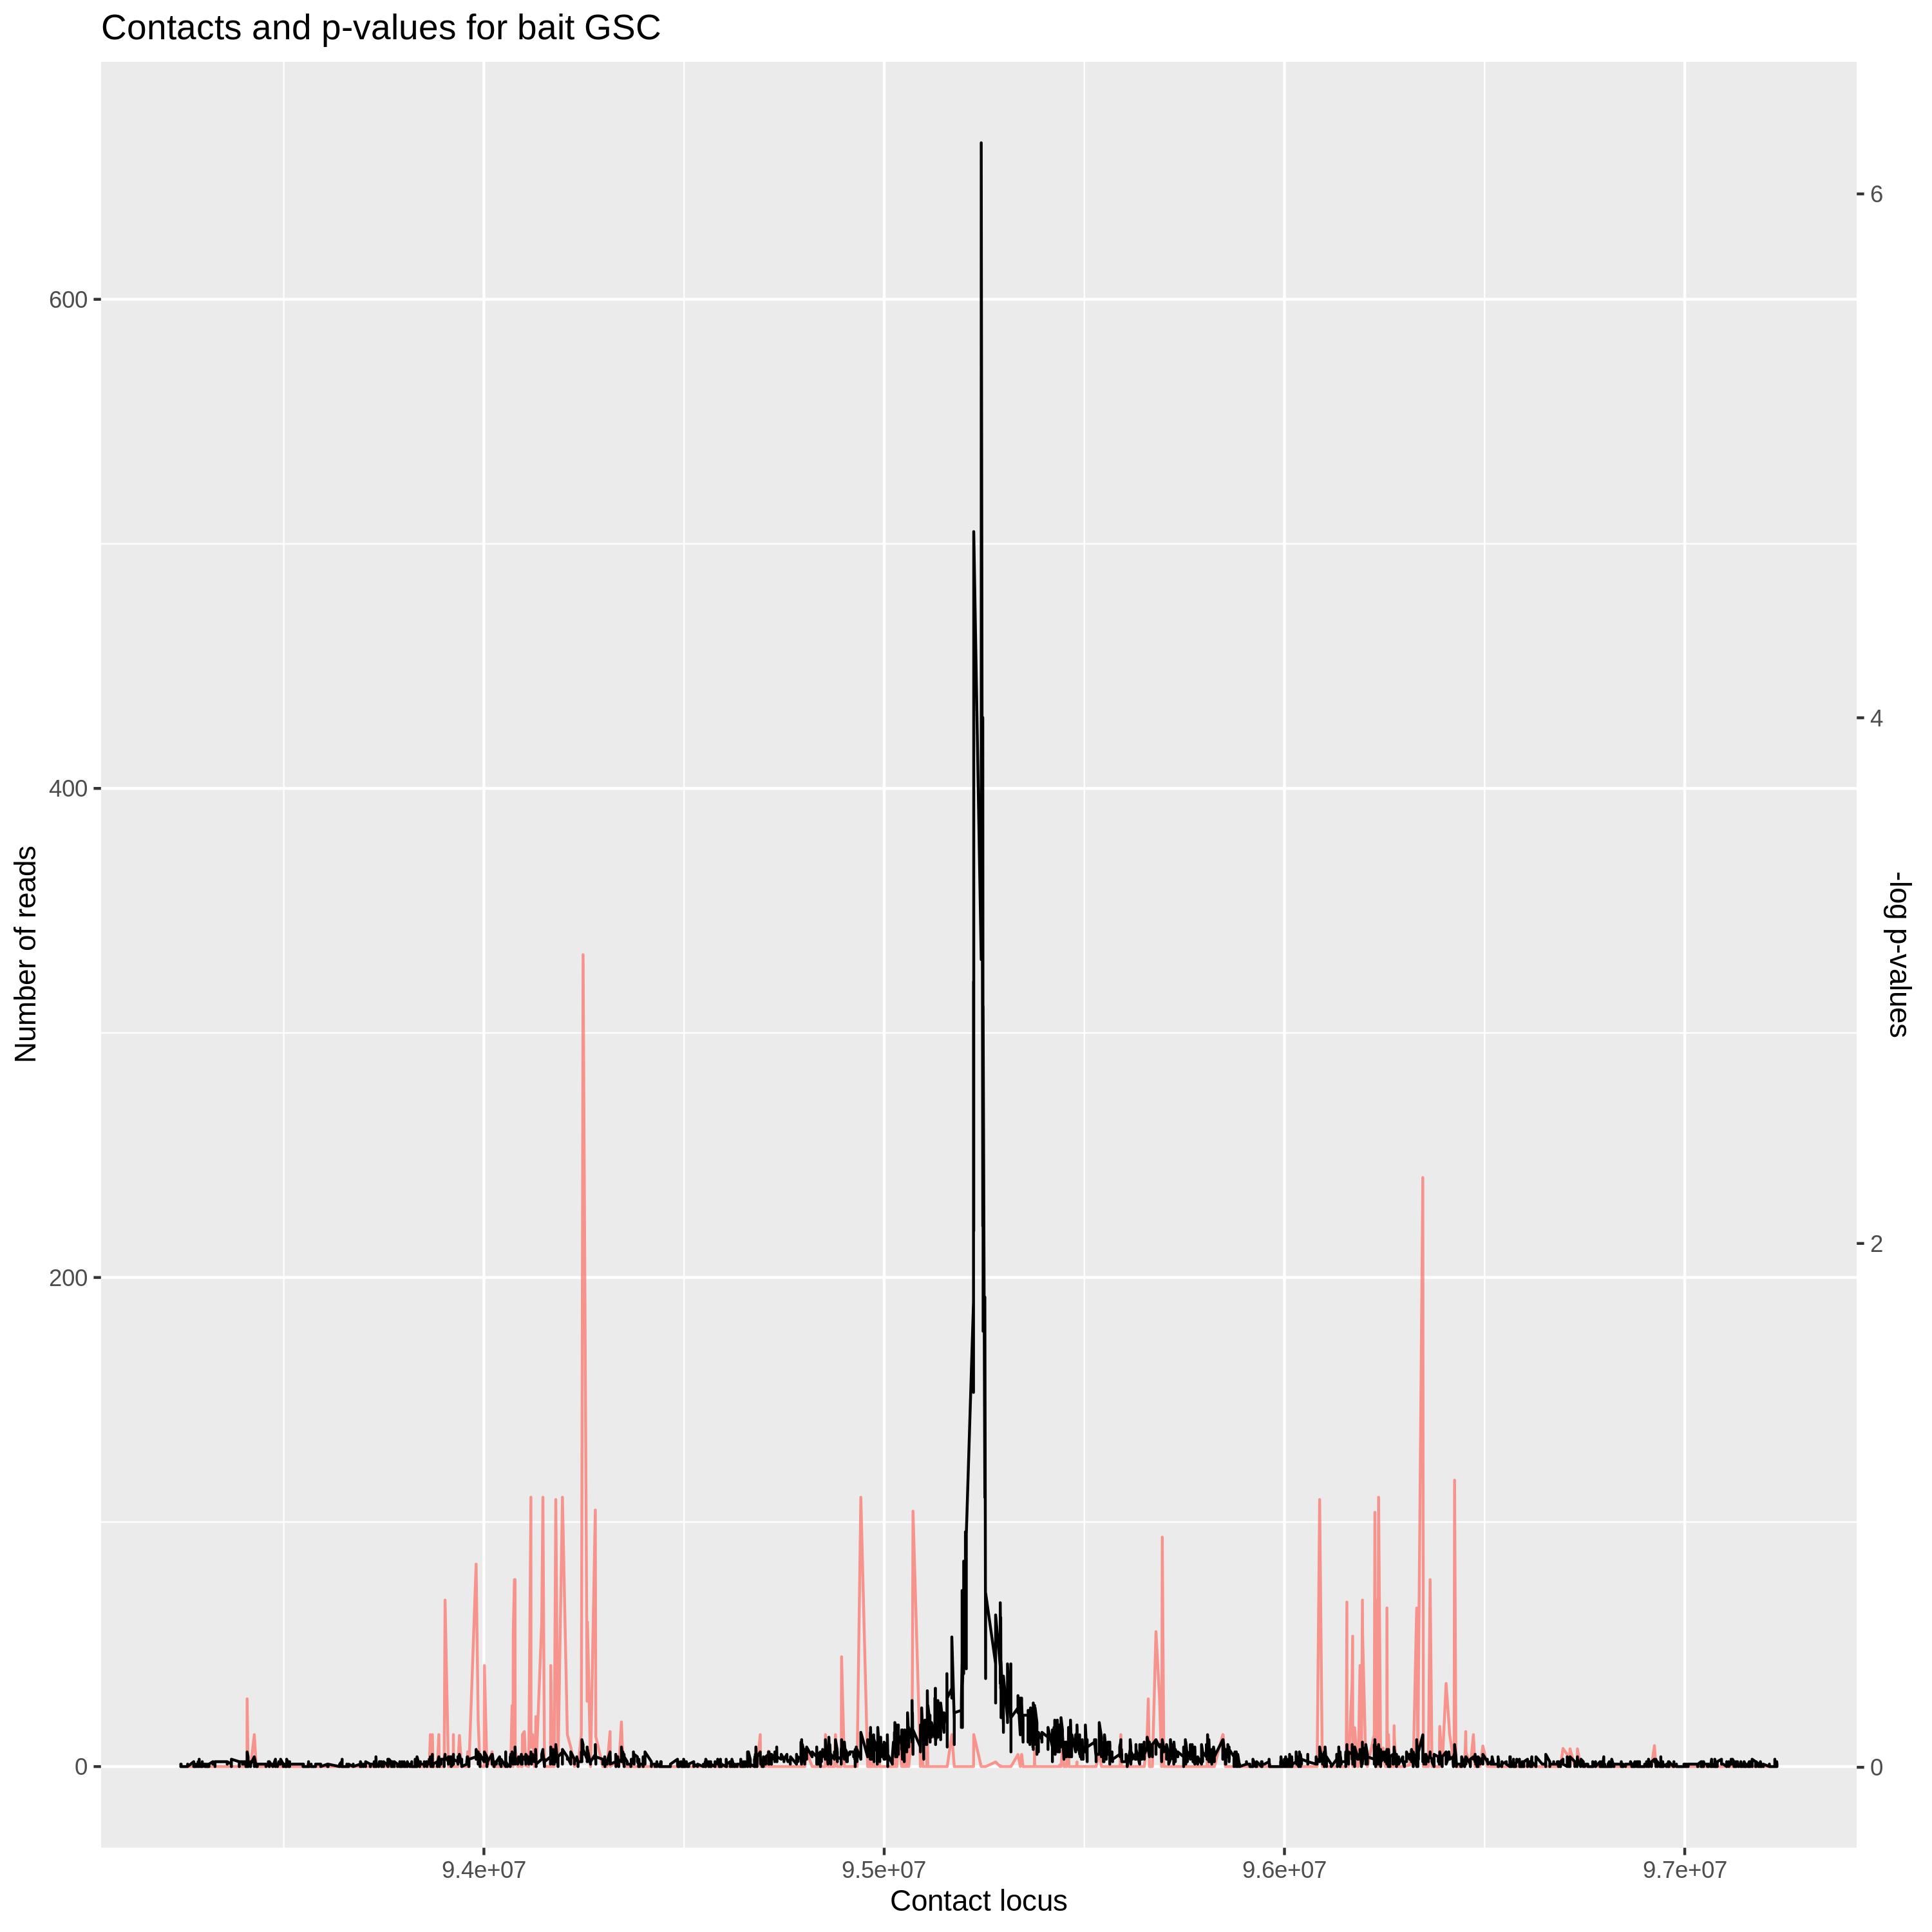 Contacts and p-values for bait GSC
600
400
200
0
Number of reads
6
4
2
0
-log p-values
9.4e+07
9.5e+07
9.6e+07
9.7e+07
Contact locus